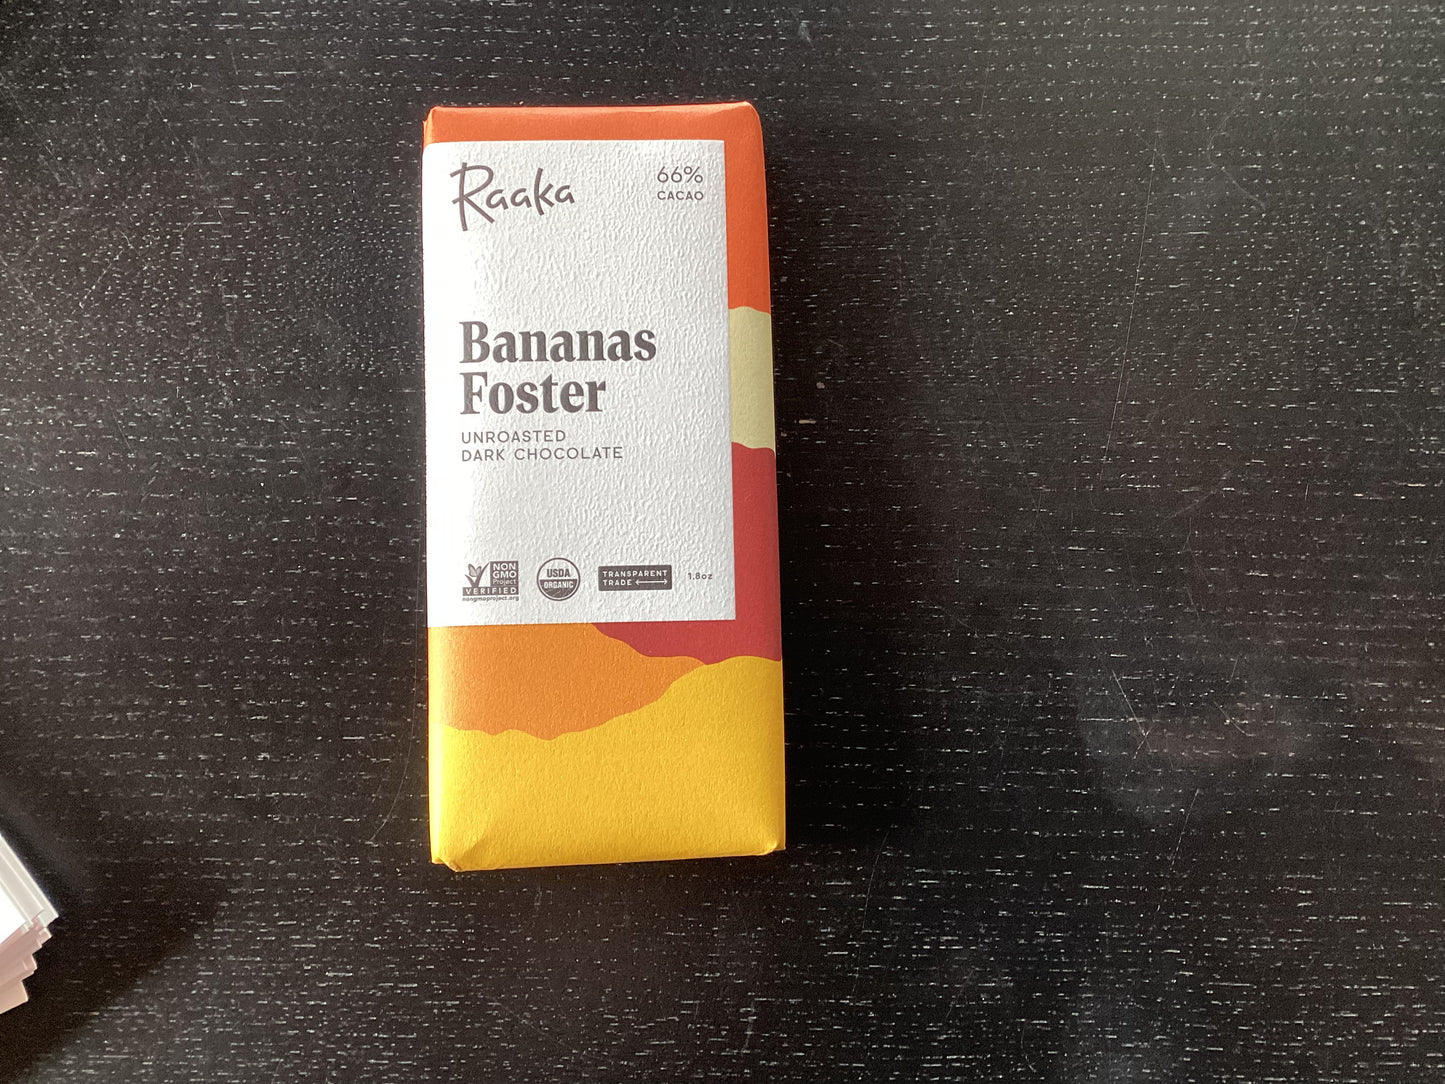 Raaka
66%
CACAO
Bananas
Foster
UNROASTED
DARK CHOCOLATE
NON
GMO
Project
VERIFIED
nongmoproject.org
USDA
ORGANIC
TRANSPARENT
TRADE
1.8oz